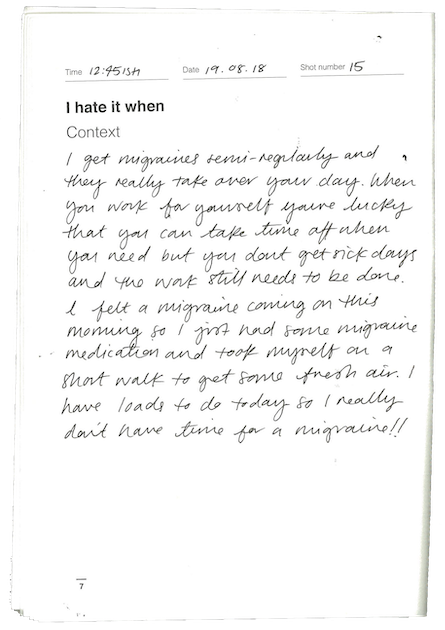 Time 12:45ISH Date 19.08.18 Shot number 15
I hate it when
Context
I get migraines semi-regularly and
they really take over your day. When
you work for yourself you're lucky
that you can take time off when
you need but you dont get sick days
and the work still needs to be done.
I felt a migraine coming on this
morning so I just had some migraine
medication and took myself on a
short walk to get some fresh air. I
have loads to do today so I really
don't have time for a migraine!!
7